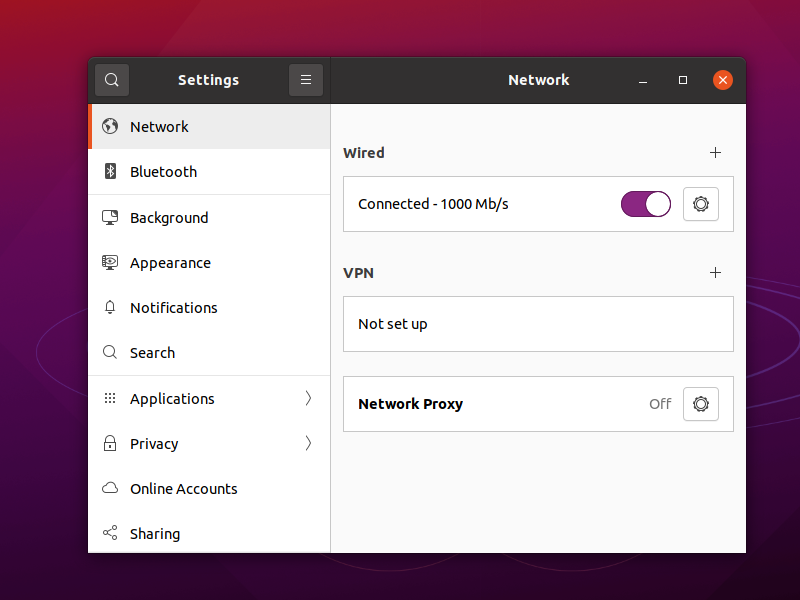 Settings
Network
Network
Bluetooth
Background
Appearance
Notifications
Search
Applications
Privacy
Online Accounts
Sharing
Wired
Connected - 1000 Mb/s
VPN
Not set up
Network Proxy Off